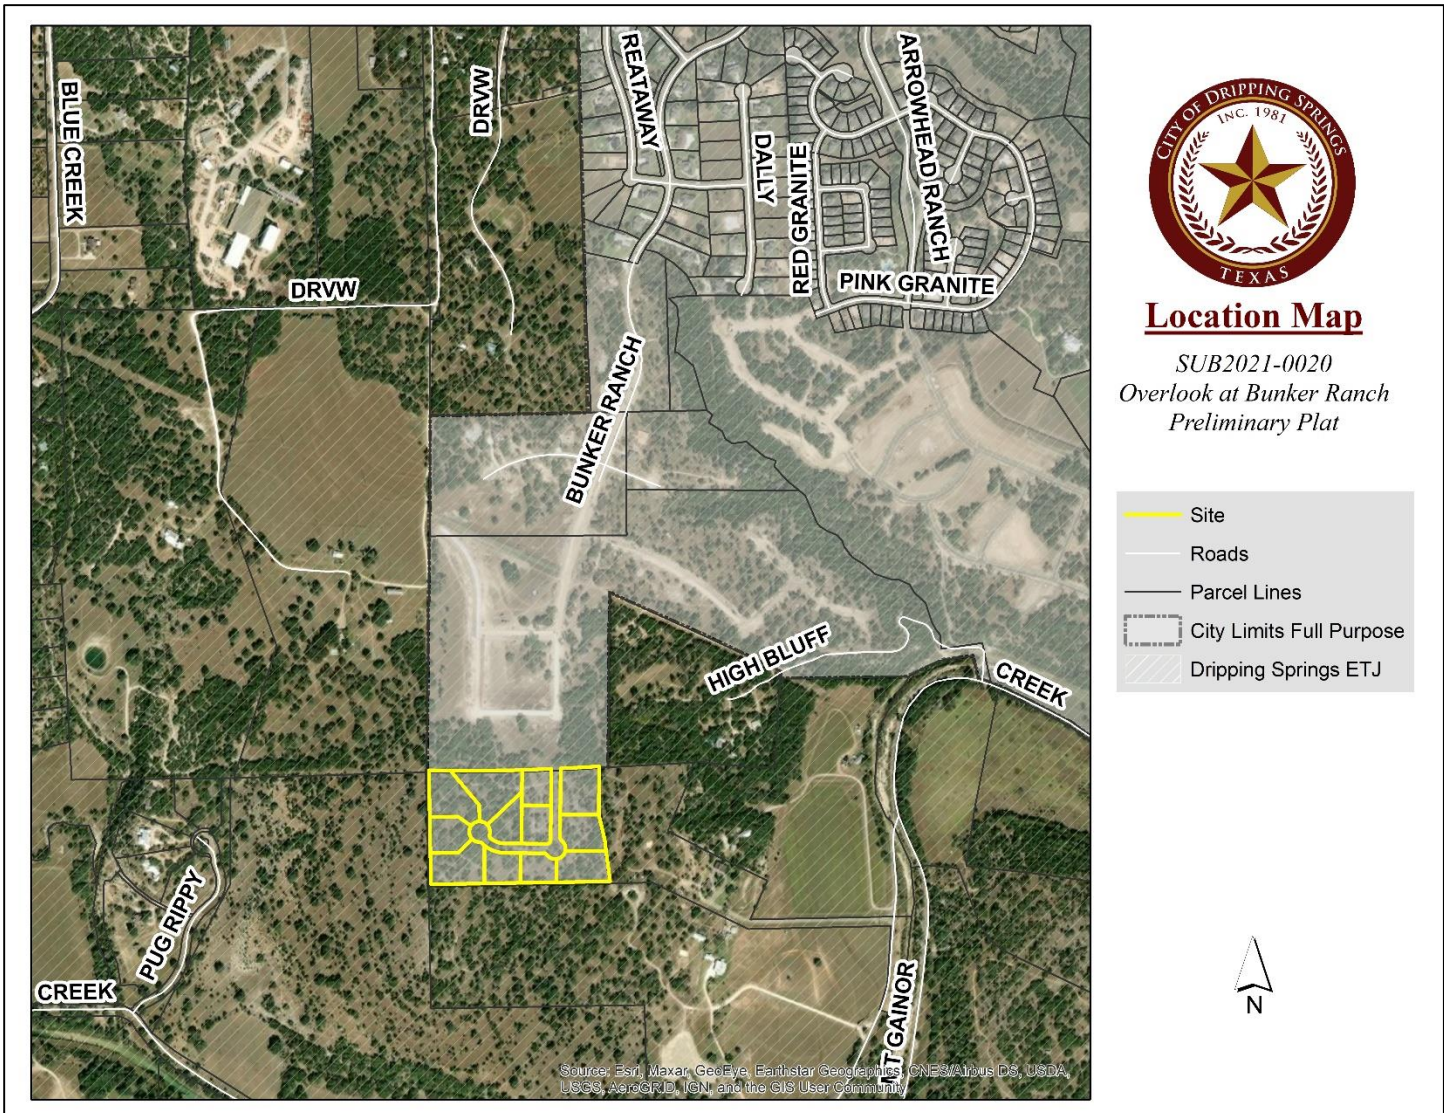 REATAWAY
ARROWHEAD RANCH
DRVW
BLUE CREEK
DALLY
RED GRANITE
DRVW
PINK GRANITE
BUNKER RANCH
HIGH BLUFF
CREEK
PUG RIPPY
CREEK
MT GAINOR
Source: Esri, Maxar, GeoEye, Earthstar Geographics, CNES/Airbus DS, USDA,
USGS, AeroGRID, IGN, and the GIS User Community
CITY OF DRIPPING SPRINGS
INC. 1981
TEXAS
Location Map
SUB2021-0020
Overlook at Bunker Ranch
Preliminary Plat
Site
Roads
Parcel Lines
City Limits Full Purpose
Dripping Springs ETJ
N